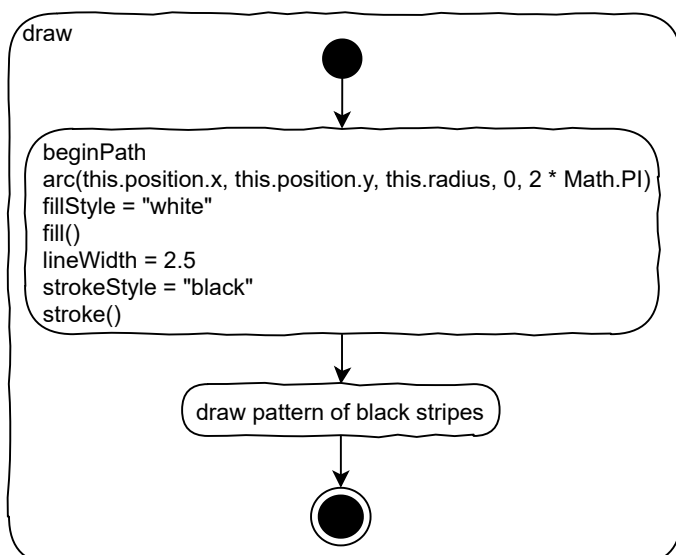 draw
beginPath
arc(this.position.x, this.position.y, this.radius, 0, 2 * Math.PI)
fillStyle = "white"
fill()
lineWidth = 2.5
strokeStyle = "black"
stroke()
draw pattern of black stripes